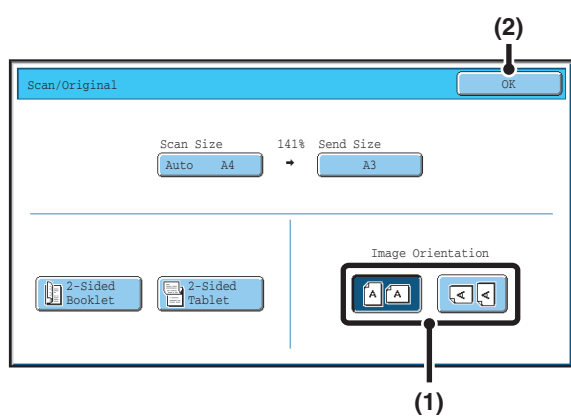 (2)
Scan/Original
OK
Scan Size 141% Send Size
Auto A4 → A3
Image Orientation
2-Sided Booklet
2-Sided Tablet
A A A A
(1)